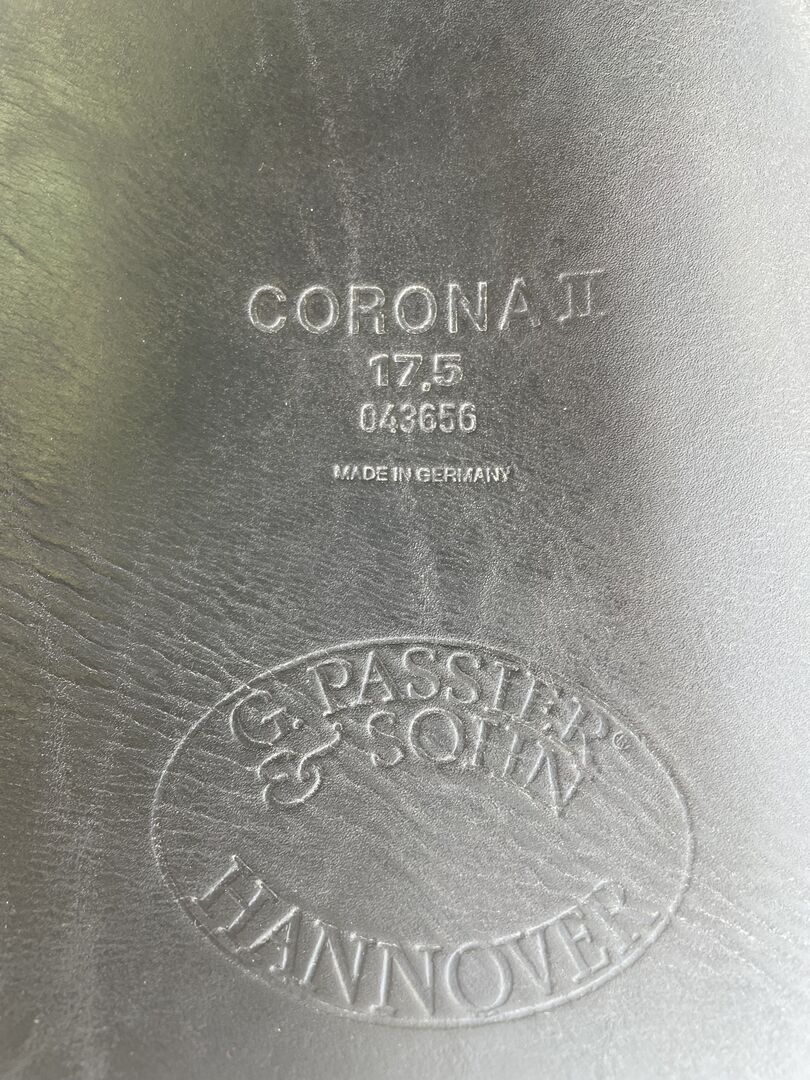 CORONA II
17,5
043656
MADE IN GERMANY
G. PASSIER®
& SOHN
HANNOVER